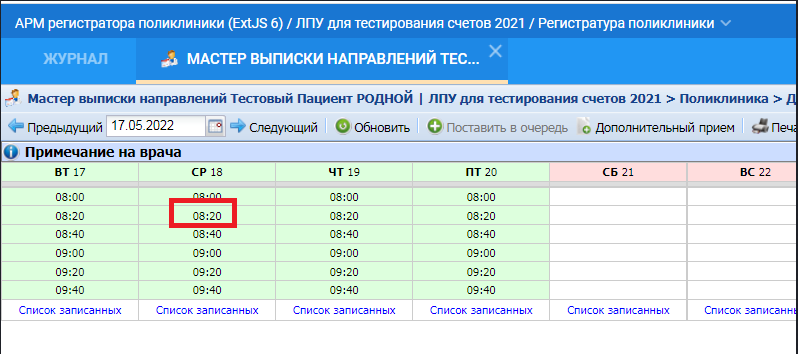 АРМ регистратора поликлиники (ExtJS 6) / ЛПУ для тестирования счетов 2021 / Регистратура поликлиники
ЖУРНАЛ МАСТЕР ВЫПИСКИ НАПРАВЛЕНИЙ ТЕС...
Мастер выписки направлений Тестовый Пациент РОДНОЙ | ЛПУ для тестирования счетов 2021 > Поликлиника > Д
Предыдущий 17.05.2022 Следующий Обновить Поставить в очередь Дополнительный прием Печа
Примечание на врача
ВТ 17 СР 18 ЧТ 19 ПТ 20 СБ 21 ВС 22
08:00 08:00 08:00 08:00
08:20 08:20 08:20 08:20
08:40 08:40 08:40 08:40
09:00 09:00 09:00 09:00
09:20 09:20 09:20 09:20
09:40 09:40 09:40 09:40
Список записанных Список записанных Список записанных Список записанных Список записанных Список записанн